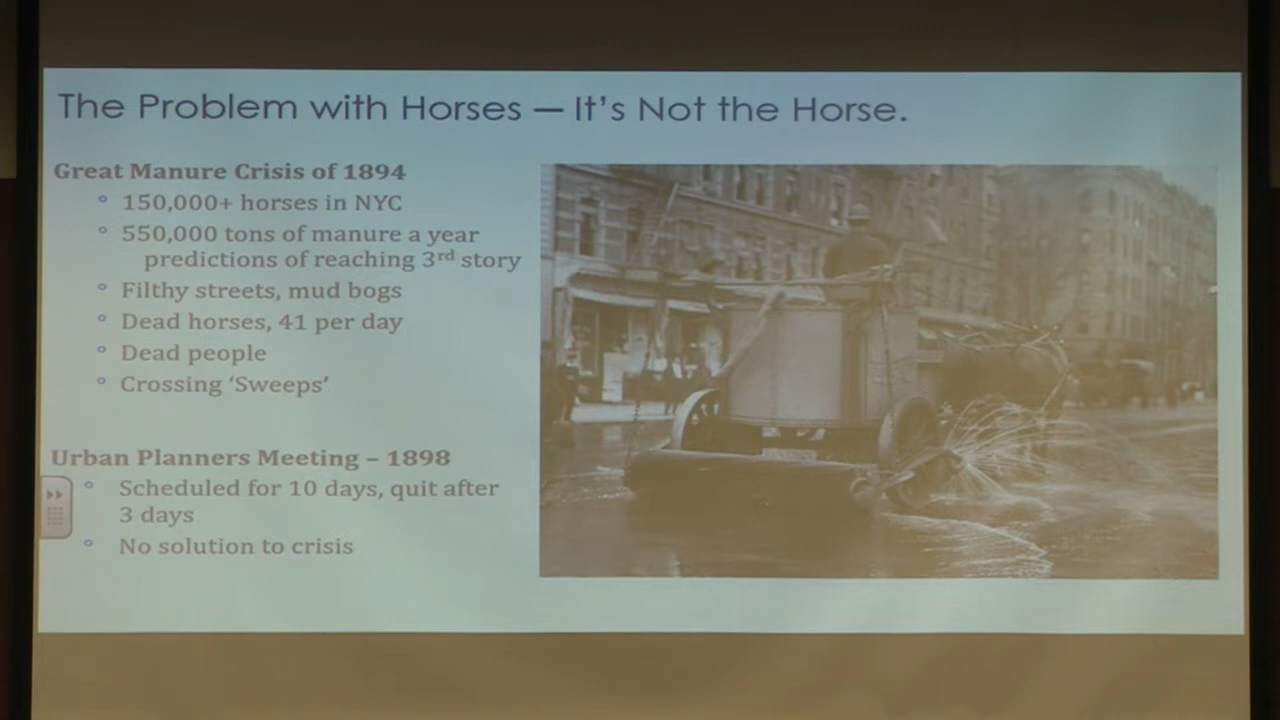 The Problem with Horses — It's Not the Horse.
Great Manure Crisis of 1894
° 150,000+ horses in NYC
° 550,000 tons of manure a year
predictions of reaching 3rd story
° Filthy streets, mud bogs
° Dead horses, 41 per day
° Dead people
° Crossing ‘Sweeps’
Urban Planners Meeting – 1898
° Scheduled for 10 days, quit after
3 days
° No solution to crisis